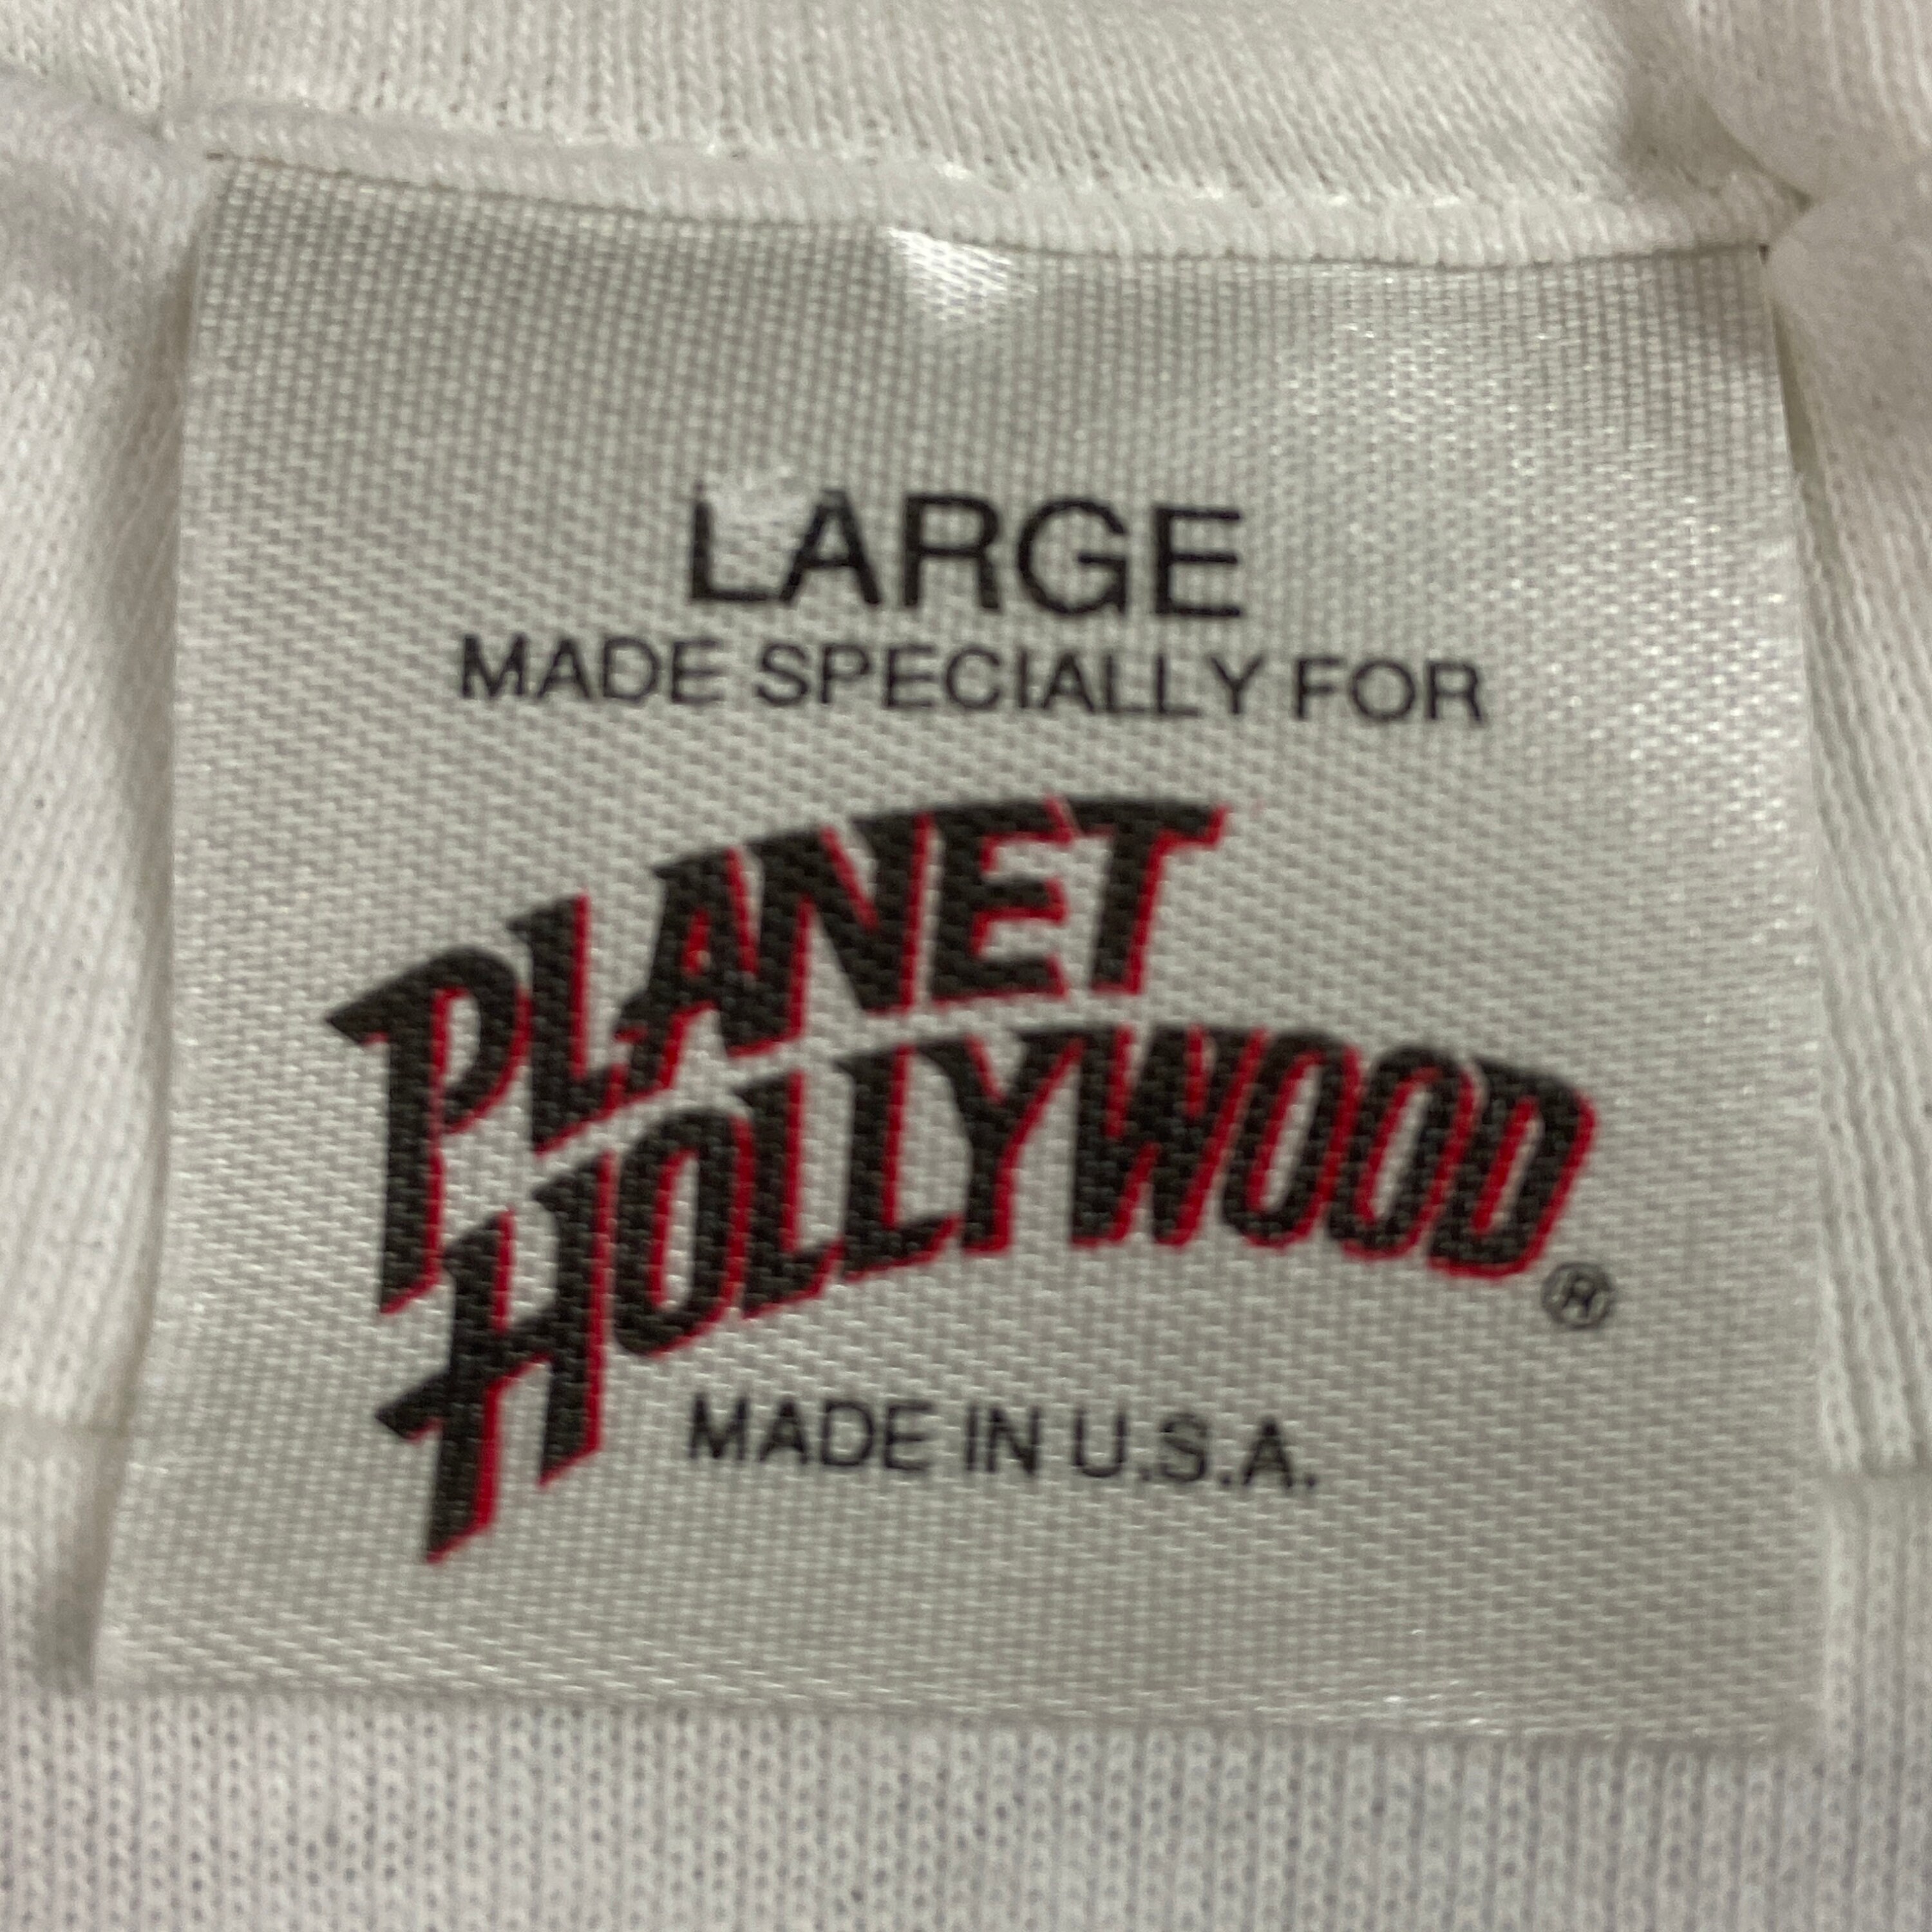 LARGE
MADE SPECIALLY FOR
PLANET
HOLLYWOOD®
MADE IN U.S.A.